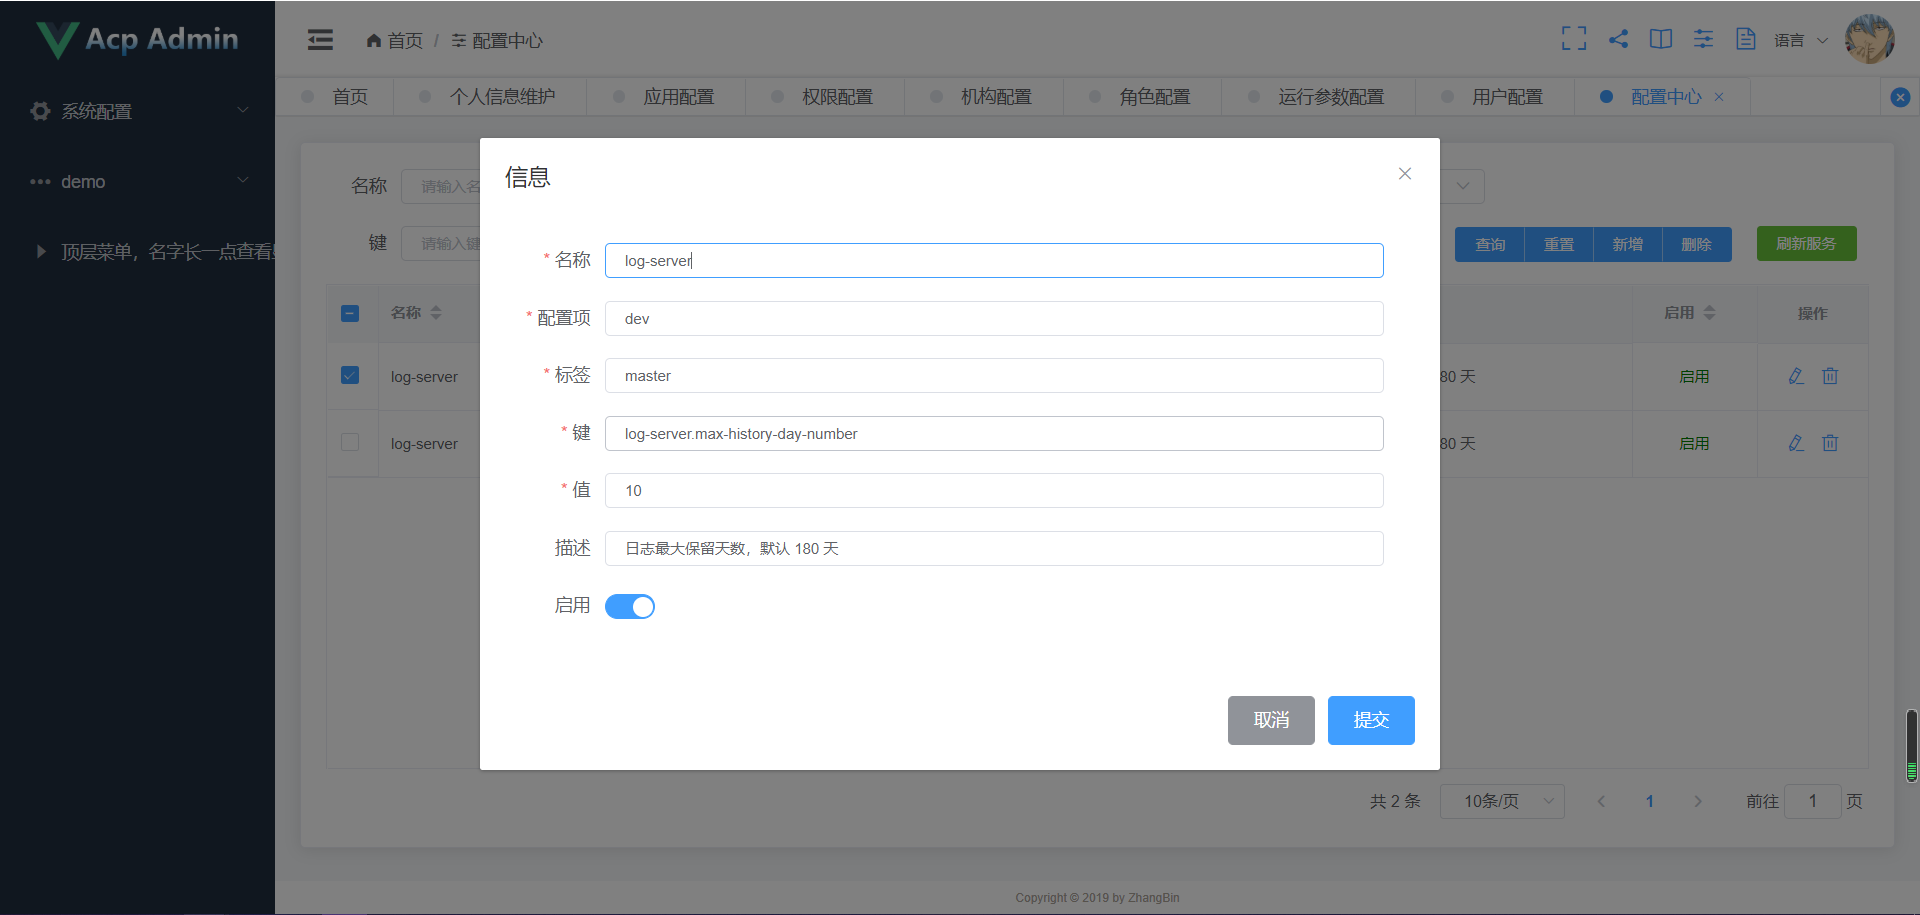 Acp Admin
首页 / 配置中心
语言
首页 个人信息维护 应用配置 权限配置 机构配置 角色配置 运行参数配置 用户配置 配置中心
系统配置
demo
顶层菜单，名字长一点查看
名称 请输入名
键 请输入键
查询 重置 新增 删除 刷新服务
名称 启用 操作
log-server 80 天 启用
log-server 80 天 启用
信息
* 名称 log-server
* 配置项 dev
* 标签 master
* 键 log-server.max-history-day-number
* 值 10
描述 日志最大保留天数，默认 180 天
启用
取消 提交
共 2 条 10条/页 1 前往 1 页
Copyright © 2019 by ZhangBin